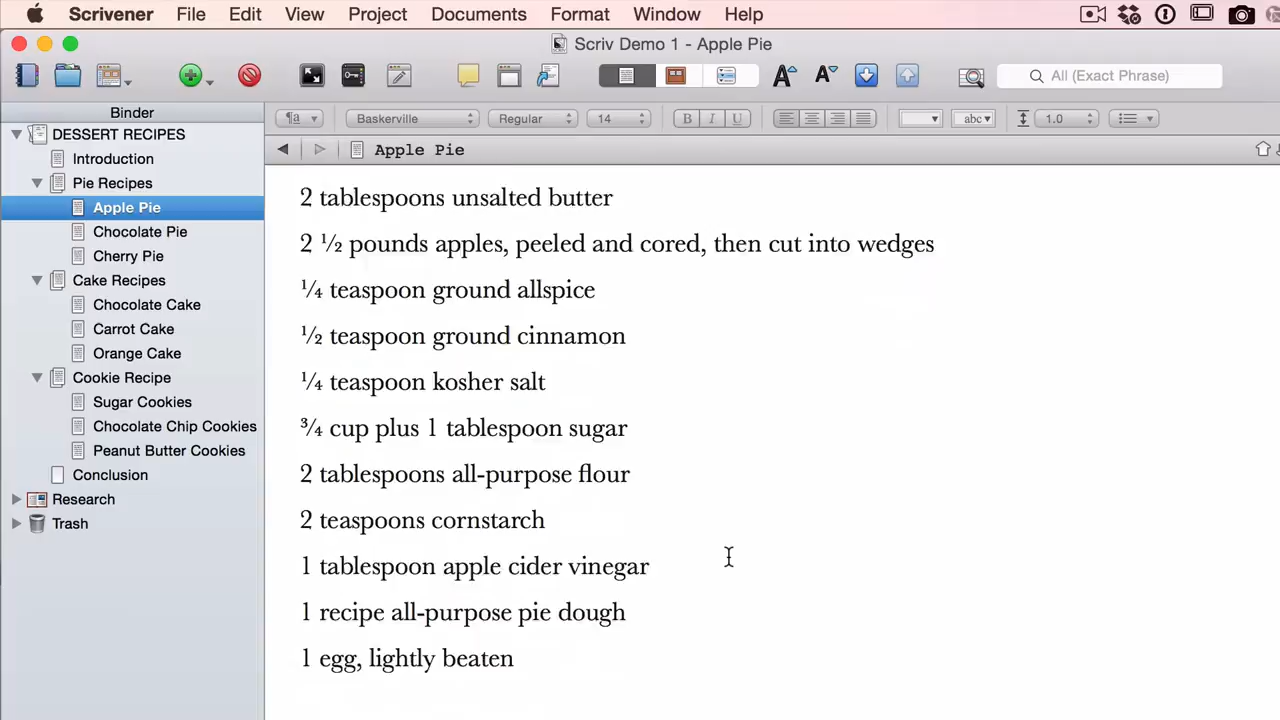 Scrivener File Edit View Project Documents Format Window Help
Scriv Demo 1 - Apple Pie
All (Exact Phrase)
Binder
¶a Baskerville Regular 14 B I U abc 1.0
DESSERT RECIPES
Introduction
Pie Recipes
Apple Pie
Chocolate Pie
Cherry Pie
Cake Recipes
Chocolate Cake
Carrot Cake
Orange Cake
Cookie Recipe
Sugar Cookies
Chocolate Chip Cookies
Peanut Butter Cookies
Conclusion
Research
Trash
Apple Pie
2 tablespoons unsalted butter
2 ½ pounds apples, peeled and cored, then cut into wedges
¼ teaspoon ground allspice
½ teaspoon ground cinnamon
¼ teaspoon kosher salt
¾ cup plus 1 tablespoon sugar
2 tablespoons all-purpose flour
2 teaspoons cornstarch
1 tablespoon apple cider vinegar
1 recipe all-purpose pie dough
1 egg, lightly beaten